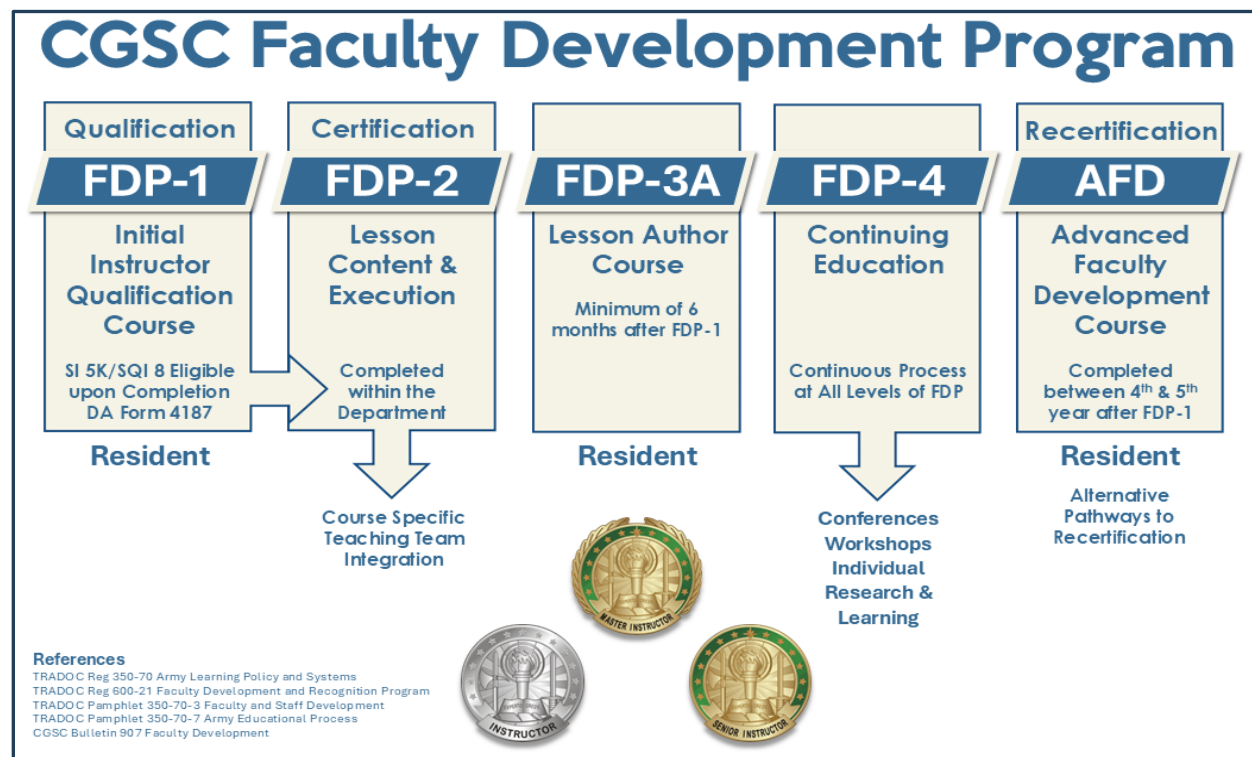 CGSC Faculty Development Program
Qualification
FDP-1
Initial
Instructor
Qualification
Course
SI 5K/SQI 8 Eligible
upon Completion
DA Form 4187
Resident
Certification
FDP-2
Lesson
Content &
Execution
Completed
within the
Department
Course Specific
Teaching Team
Integration
FDP-3A
Lesson Author
Course
Minimum of 6
months after FDP-1
Resident
FDP-4
Continuing
Education
Continuous Process
at All Levels of FDP
Conferences
Workshops
Individual
Research &
Learning
Recertification
AFD
Advanced
Faculty
Development
Course
Completed
between 4th & 5th
year after FDP-1
Resident
Alternative
Pathways to
Recertification
MASTER INSTRUCTOR
INSTRUCTOR
SENIOR INSTRUCTOR
References
TRADOC Reg 350-70 Army Learning Policy and Systems
TRADOC Reg 600-21 Faculty Development and Recognition Program
TRADOC Pamphlet 350-70-3 Faculty and Staff Development
TRADOC Pamphlet 350-70-7 Army Educational Process
CGSC Bulletin 907 Faculty Development